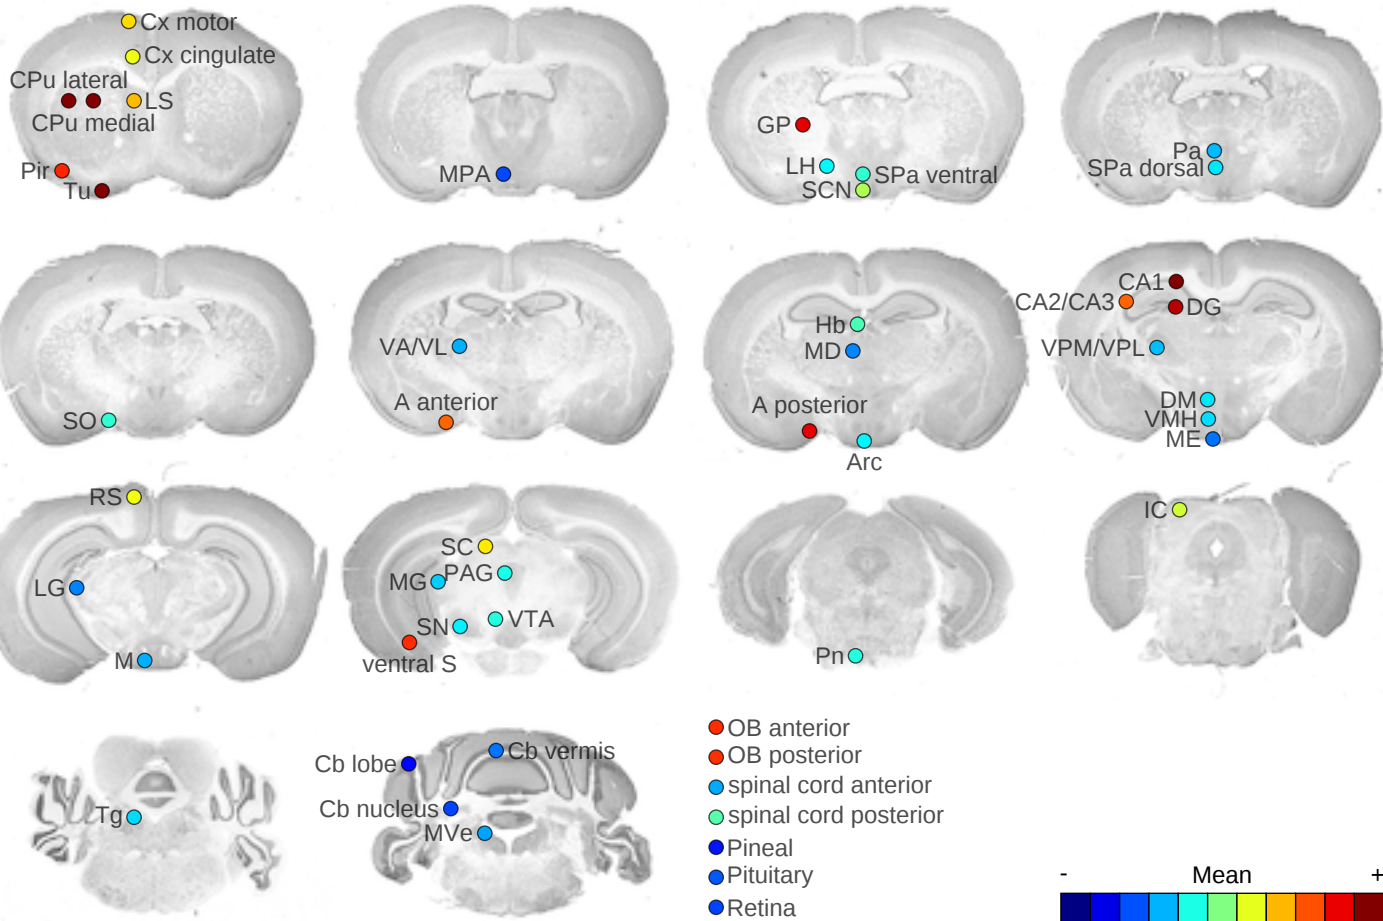 Cx motor
Cx cingulate
CPu lateral
LS
CPu medial
Pir
Tu
MPA
GP
LH
SPa ventral
SCN
Pa
SPa dorsal
SO
VA/VL
A anterior
Hb
MD
A posterior
Arc
CA1
CA2/CA3
DG
VPM/VPL
DM
VMH
ME
RS
LG
M
SC
PAG
MG
VTA
SN
ventral S
Pn
IC
Tg
Cb lobe
Cb vermis
Cb nucleus
MVe
OB anterior
OB posterior
spinal cord anterior
spinal cord posterior
Pineal
Pituitary
Retina
- Mean +